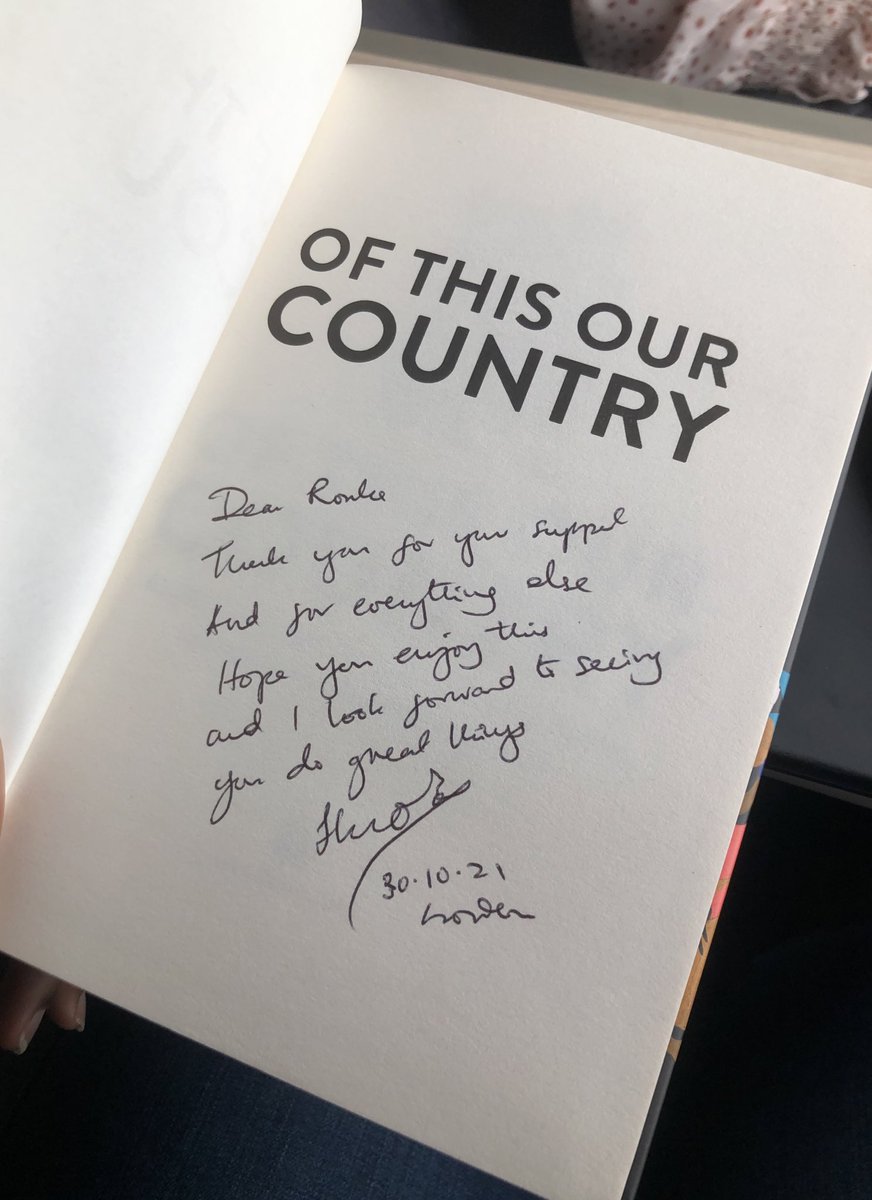 OF THIS OUR
COUNTRY
Dear Ronke
Thank you for your support
And for everything else
Hope you enjoy this
and I look forward to seeing
you do great things
30.10.21
London